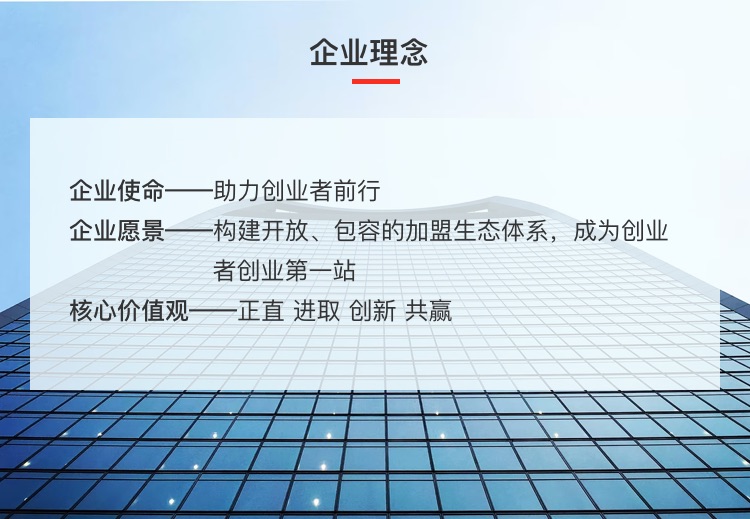 企业理念
企业使命——助力创业者前行
企业愿景——构建开放、包容的加盟生态体系，成为创业
者创业第一站
核心价值观——正直 进取 创新 共赢